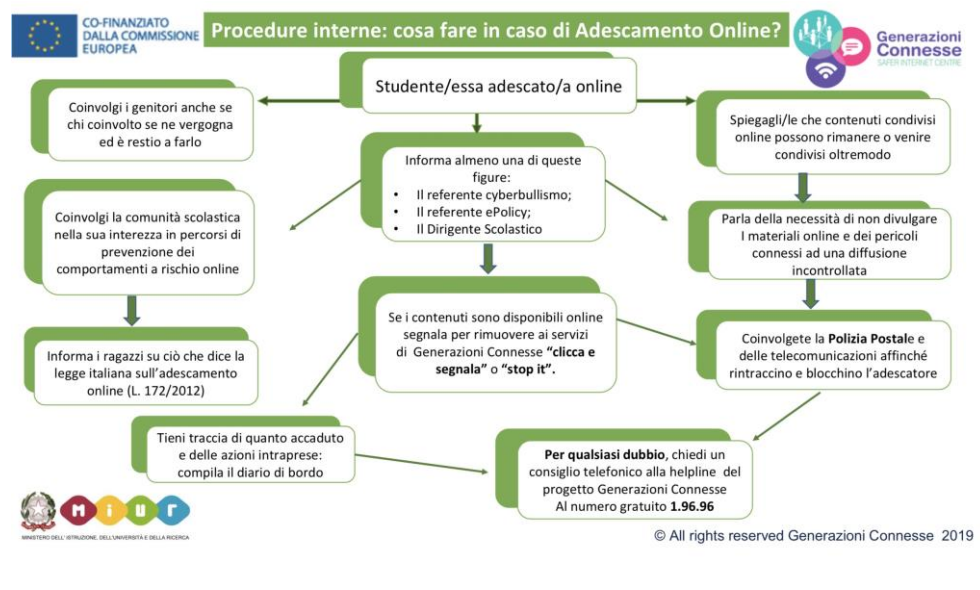 CO-FINANZIATO
DALLA COMMISSIONE
EUROPEA
Procedure interne: cosa fare in caso di Adescamento Online?
Generazioni
Connesse
SAFER INTERNET CENTRE
Studente/essa adescato/a online
Coinvolgi i genitori anche se
chi coinvolto se ne vergogna
ed è restio a farlo
Informa almeno una di queste
figure:
• Il referente cyberbullismo;
• Il referente ePolicy;
• Il Dirigente Scolastico
Spiegagli/le che contenuti condivisi
online possono rimanere o venire
condivisi oltremodo
Coinvolgi la comunità scolastica
nella sua interezza in percorsi di
prevenzione dei
comportamenti a rischio online
Parla della necessità di non divulgare
I materiali online e dei pericoli
connessi ad una diffusione
incontrollata
Se i contenuti sono disponibili online
segnala per rimuovere ai servizi
di Generazioni Connesse “clicca e
segnala” o “stop it”.
Informa i ragazzi su ciò che dice la
legge italiana sull’adescamento
online (L. 172/2012)
Coinvolgete la Polizia Postale e
delle telecomunicazioni affinché
rintraccino e blocchino l’adescatore
Tieni traccia di quanto accaduto
e delle azioni intraprese:
compila il diario di bordo
Per qualsiasi dubbio, chiedi un
consiglio telefonico alla helpline del
progetto Generazioni Connesse
Al numero gratuito 1.96.96
MIUR
MINISTERO DELL' ISTRUZIONE, DELL'UNIVERSITÀ E DELLA RICERCA
© All rights reserved Generazioni Connesse 2019